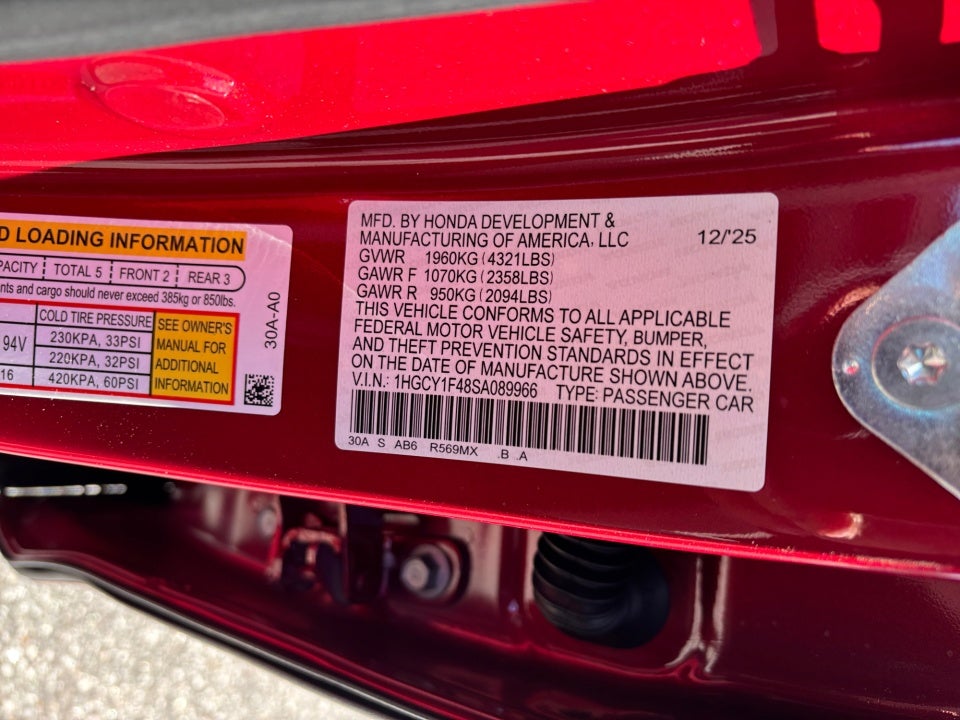 D LOADING INFORMATION
PACITY TOTAL 5 FRONT 2 REAR 3
nts and cargo should never exceed 385kg or 850lbs.
COLD TIRE PRESSURE
94V 230KPA, 33PSI
220KPA, 32PSI
16 420KPA, 60PSI
SEE OWNER'S
MANUAL FOR
ADDITIONAL
INFORMATION
30A-A0
MFD. BY HONDA DEVELOPMENT &
MANUFACTURING OF AMERICA, LLC 12/'25
GVWR 1960KG (4321LBS)
GAWR F 1070KG (2358LBS)
GAWR R 950KG (2094LBS)
THIS VEHICLE CONFORMS TO ALL APPLICABLE
FEDERAL MOTOR VEHICLE SAFETY, BUMPER,
AND THEFT PREVENTION STANDARDS IN EFFECT
ON THE DATE OF MANUFACTURE SHOWN ABOVE.
V.I.N.: 1HGCY1F48SA089966 TYPE: PASSENGER CAR
30A S AB6 R569MX .B .A